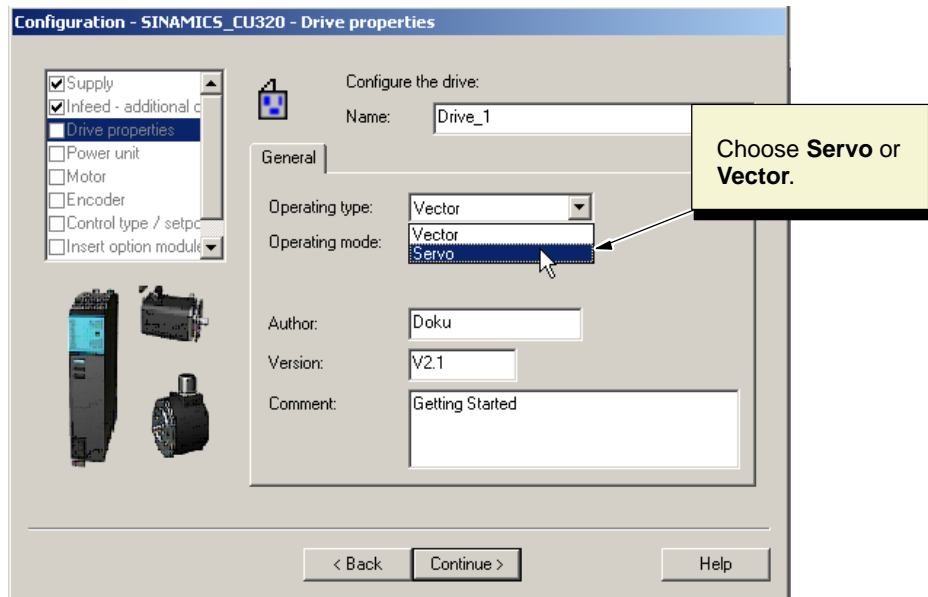 Configuration - SINAMICS_CU320 - Drive properties
Supply
Infeed - additional c
Drive properties
Power unit
Motor
Encoder
Control type / setpo
Insert option module
Configure the drive:
Name: Drive_1
General
Operating type: Vector
Vector
Operating mode:
Servo
Choose Servo or
Vector.
Author: Doku
Version: V2.1
Comment: Getting Started
< Back Continue > Help